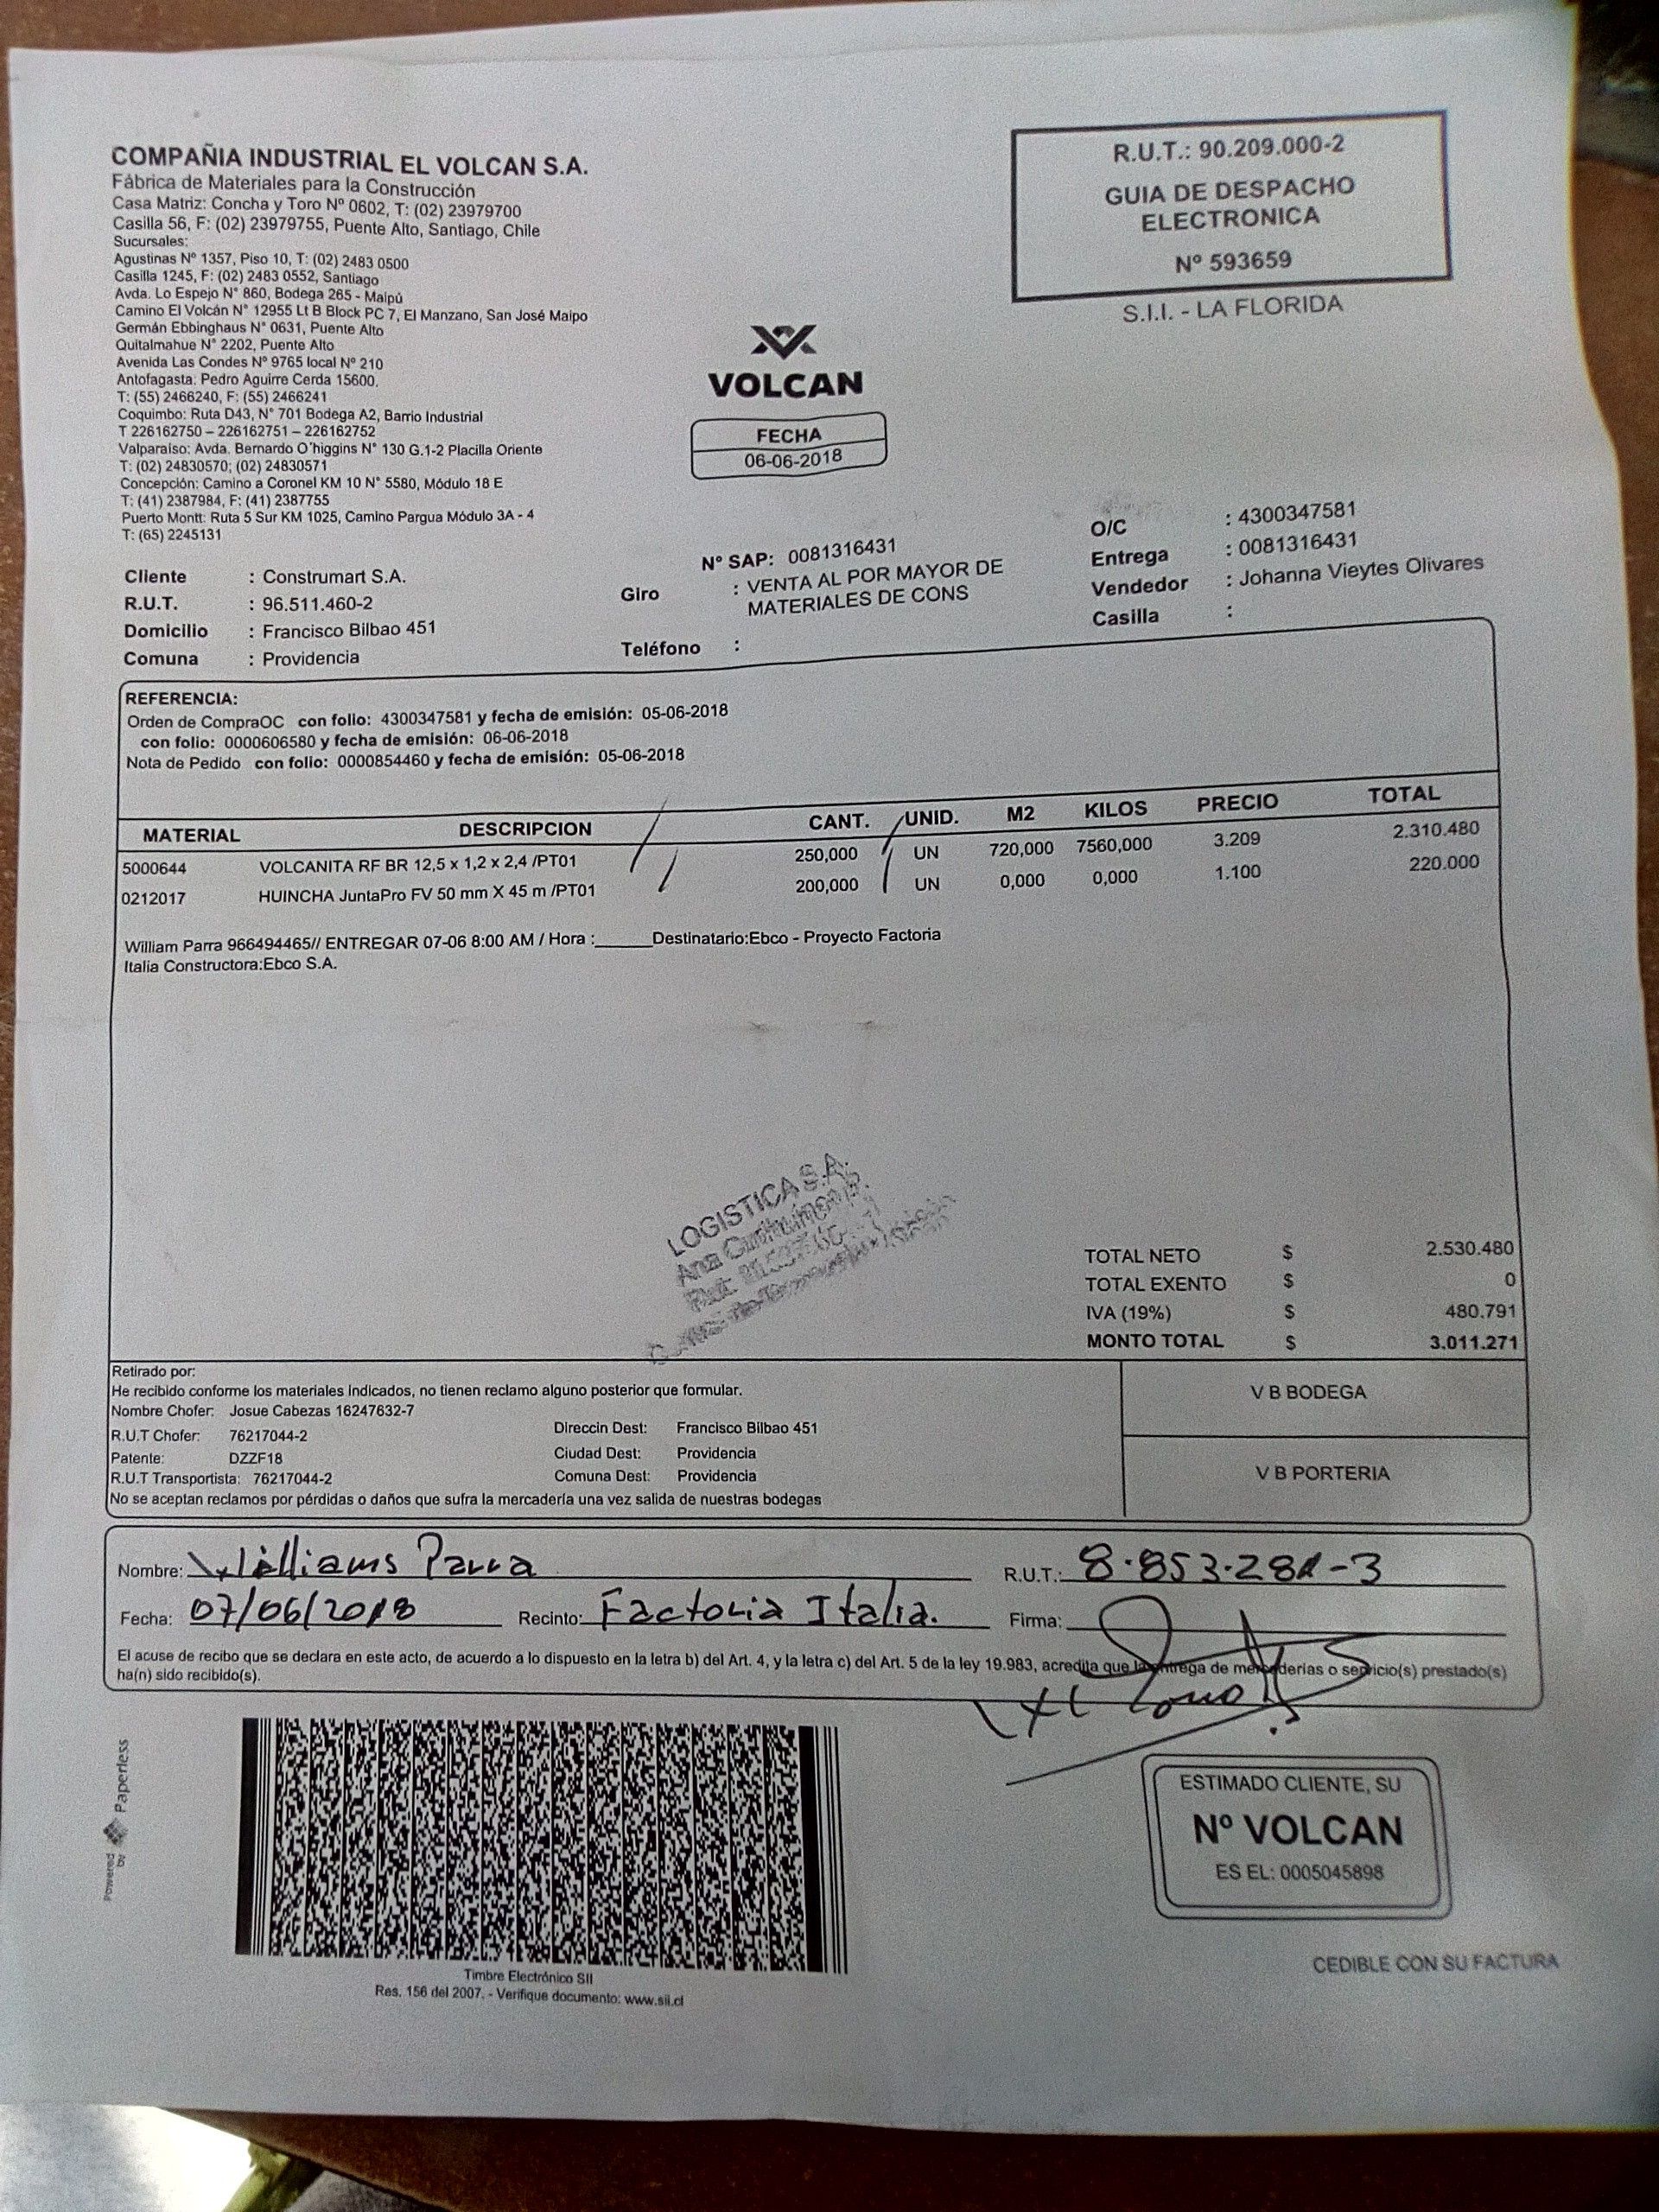 COMPAÑIA INDUSTRIAL EL VOLCAN S.A.
Fábrica de Materiales para la Construcción
Casa Matriz: Concha y Toro Nº 0602, T: (02) 23979700
Casilla 56, F: (02) 23979755, Puente Alto, Santiago, Chile
Sucursales:
Agustinas Nº 1357, Piso 10, T: (02) 2483 0500
Casilla 1245, F: (02) 2483 0552, Santiago
Avda. Lo Espejo N° 860, Bodega 265 - Maipú
Camino El Volcán N° 12955 Lt B Block PC 7, El Manzano, San José Maipo
Germán Ebbinghaus N° 0631, Puente Alto
Quitalmahue N° 2202, Puente Alto
Avenida Las Condes Nº 9765 local Nº 210
Antofagasta: Pedro Aguirre Cerda 15600.
T: (55) 2466240, F: (55) 2466241
Coquimbo: Ruta D43, N° 701 Bodega A2, Barrio Industrial
T 226162750 – 226162751 – 226162752
Valparaíso: Avda. Bernardo O'higgins N° 130 G.1-2 Placilla Oriente
T: (02) 24830570; (02) 24830571
Concepción: Camino a Coronel KM 10 N° 5580, Módulo 18 E
T: (41) 2387984, F: (41) 2387755
Puerto Montt: Ruta 5 Sur KM 1025, Camino Pargua Módulo 3A - 4
T: (65) 2245131
R.U.T.: 90.209.000-2
GUIA DE DESPACHO
ELECTRONICA
Nº 593659
S.I.I. - LA FLORIDA
VOLCAN
FECHA
06-06-2018
Cliente : Construmart S.A.
R.U.T. : 96.511.460-2
Domicilio : Francisco Bilbao 451
Comuna : Providencia
Nº SAP: 0081316431
Giro : VENTA AL POR MAYOR DE
MATERIALES DE CONS
Teléfono :
O/C : 4300347581
Entrega : 0081316431
Vendedor : Johanna Vieytes Olivares
Casilla :
REFERENCIA:
Orden de CompraOC con folio: 4300347581 y fecha de emisión: 05-06-2018
con folio: 0000606580 y fecha de emisión: 06-06-2018
Nota de Pedido con folio: 0000854460 y fecha de emisión: 05-06-2018
MATERIAL DESCRIPCION CANT. UNID. M2 KILOS PRECIO TOTAL
5000644 VOLCANITA RF BR 12,5 x 1,2 x 2,4 /PT01 250,000 UN 720,000 7560,000 3.209 2.310.480
0212017 HUINCHA JuntaPro FV 50 mm X 45 m /PT01 200,000 UN 0,000 0,000 1.100 220.000
William Parra 966494465// ENTREGAR 07-06 8:00 AM / Hora :______Destinatario:Ebco - Proyecto Factoria
Italia Constructora:Ebco S.A.
LOGISTICA S.A.
Ana
Rut:
TOTAL NETO $ 2.530.480
TOTAL EXENTO $ 0
IVA (19%) $ 480.791
MONTO TOTAL $ 3.011.271
Retirado por:
He recibido conforme los materiales indicados, no tienen reclamo alguno posterior que formular.
Nombre Chofer: Josue Cabezas 16247632-7
R.U.T Chofer: 76217044-2
Patente: DZZF18
R.U.T Transportista: 76217044-2
Direccin Dest: Francisco Bilbao 451
Ciudad Dest: Providencia
Comuna Dest: Providencia
No se aceptan reclamos por pérdidas o daños que sufra la mercadería una vez salida de nuestras bodegas
V B BODEGA
V B PORTERIA
Nombre: Williams Parra
R.U.T.: 8.853.281-3
Fecha: 07/06/2018 Recinto: Factoria Italia. Firma:
El acuse de recibo que se declara en este acto, de acuerdo a lo dispuesto en la letra b) del Art. 4, y la letra c) del Art. 5 de la ley 19.983, acredita que la entrega de mercaderías o servicio(s) prestado(s)
ha(n) sido recibido(s).
Powered by Paperless
Timbre Electrónico SII
Res. 156 del 2007. - Verifique documento: www.sii.cl
ESTIMADO CLIENTE, SU
Nº VOLCAN
ES EL: 0005045898
CEDIBLE CON SU FACTURA